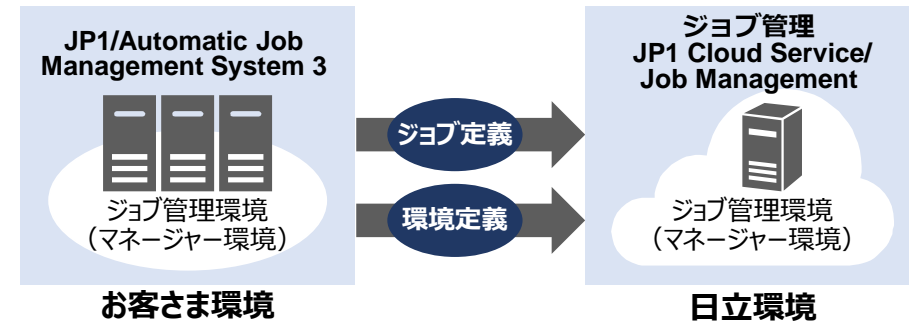 JP1/Automatic Job
Management System 3
ジョブ管理環境
（マネージャー環境）
お客さま環境
ジョブ定義
環境定義
ジョブ管理
JP1 Cloud Service/
Job Management
ジョブ管理環境
（マネージャー環境）
日立環境